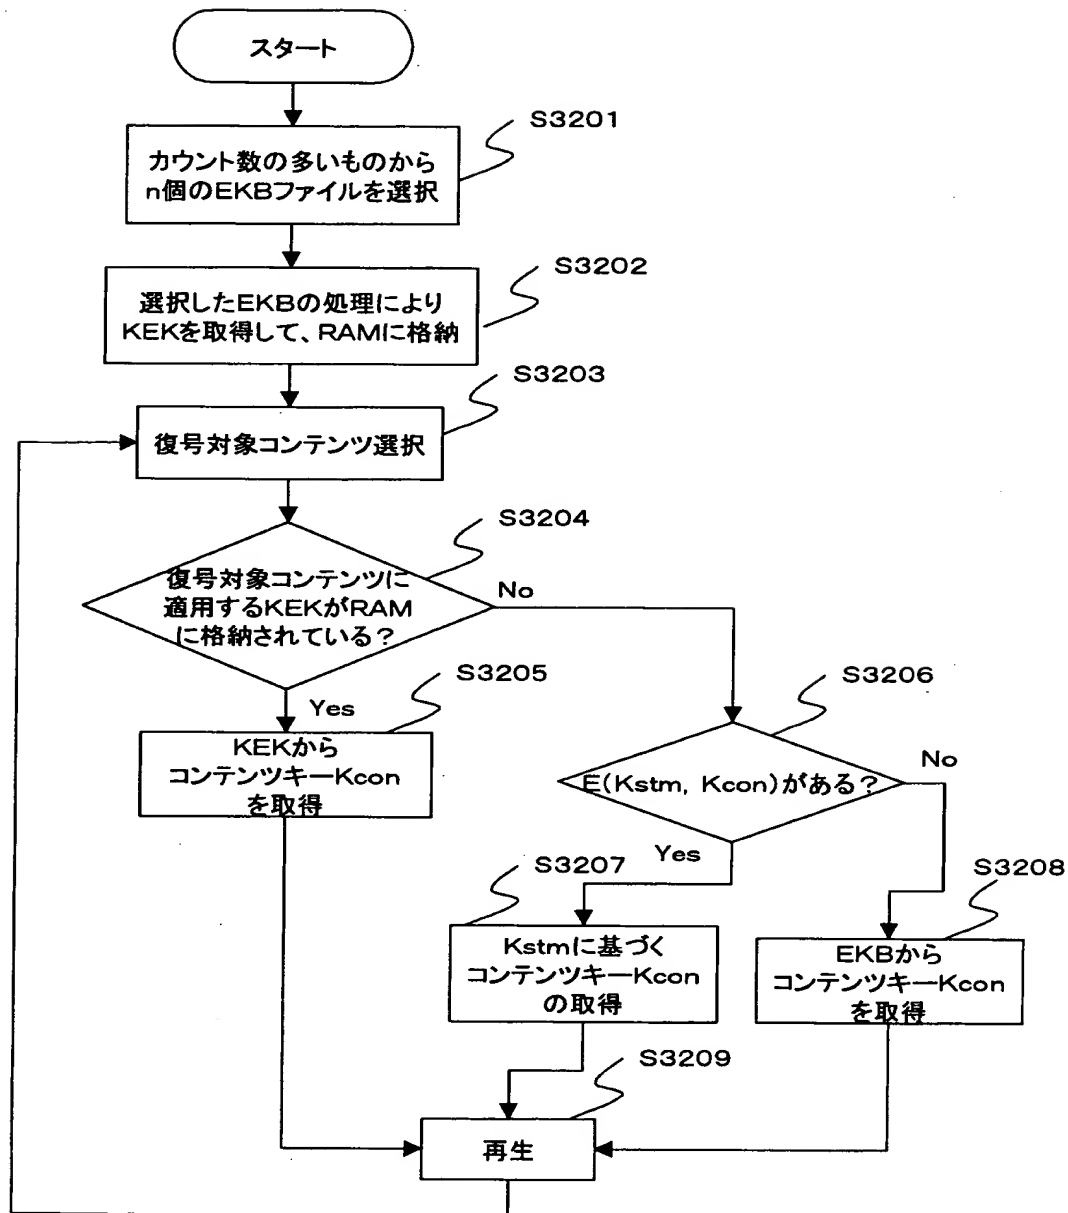 スタート
S3201
カウント数の多いものから
n個のEKBファイルを選択
S3202
選択したEKBの処理により
KEKを取得して、RAMに格納
S3203
復号対象コンテンツ選択
S3204
復号対象コンテンツに
適用するKEKがRAM
に格納されている?
No
S3205
Yes
KEKから
コンテンツキーKcon
を取得
S3206
E(Kstm, Kcon)がある?
No
Yes
S3207
Kstmに基づく
コンテンツキーKcon
の取得
S3208
EKBから
コンテンツキーKcon
を取得
S3209
再生